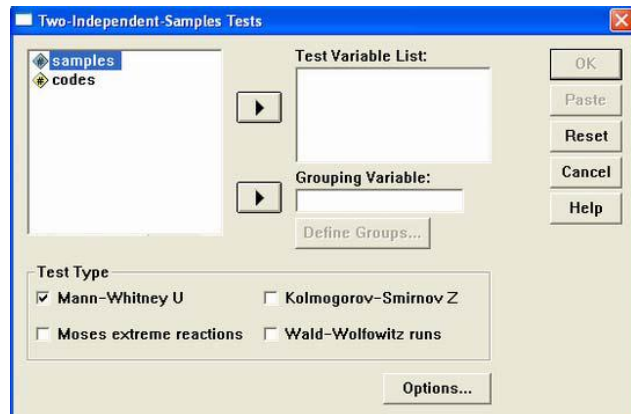 Two-Independent-Samples Tests
samples
codes
Test Variable List:
Grouping Variable:
Define Groups...
OK
Paste
Reset
Cancel
Help
Test Type
Mann-Whitney U
Kolmogorov-Smirnov Z
Moses extreme reactions
Wald-Wolfowitz runs
Options...